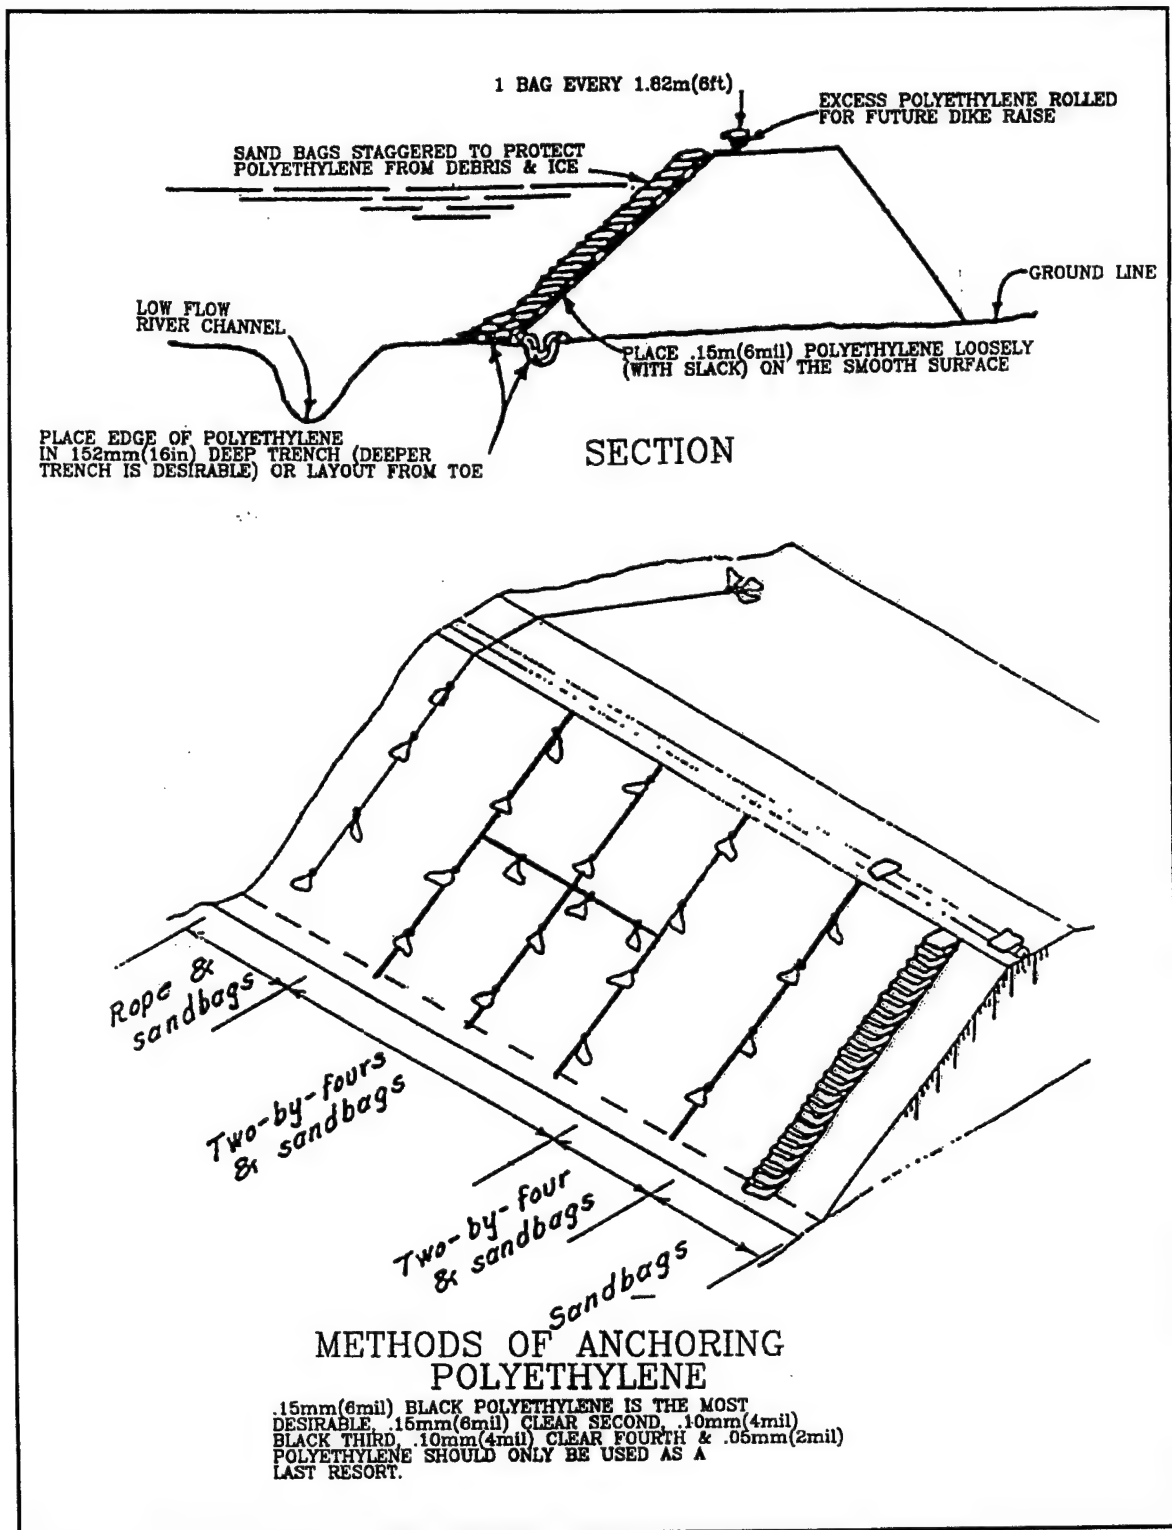 1 BAG EVERY 1.82m(6ft)
EXCESS POLYETHYLENE ROLLED
FOR FUTURE DIKE RAISE
SAND BAGS STAGGERED TO PROTECT
POLYETHYLENE FROM DEBRIS & ICE
GROUND LINE
LOW FLOW
RIVER CHANNEL
PLACE .15m(6mil) POLYETHYLENE LOOSELY
(WITH SLACK) ON THE SMOOTH SURFACE
PLACE EDGE OF POLYETHYLENE
IN 152mm(16in) DEEP TRENCH (DEEPER
TRENCH IS DESIRABLE) OR LAYOUT FROM TOE
SECTION
Rope &
sandbags
Two-by-fours
& sandbags
Two-by-four
& sandbags
Sandbags
METHODS OF ANCHORING
POLYETHYLENE
.15mm(6mil) BLACK POLYETHYLENE IS THE MOST
DESIRABLE, .15mm(6mil) CLEAR SECOND, .10mm(4mil)
BLACK THIRD, .10mm(4mil) CLEAR FOURTH & .05mm(2mil)
POLYETHYLENE SHOULD ONLY BE USED AS A
LAST RESORT.